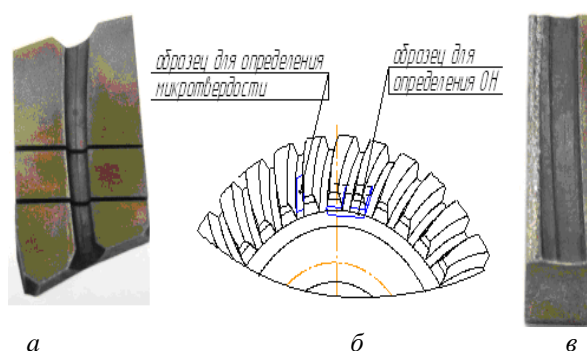 образец для определения
микротвердости
образец для
определения ОН
а
б
в